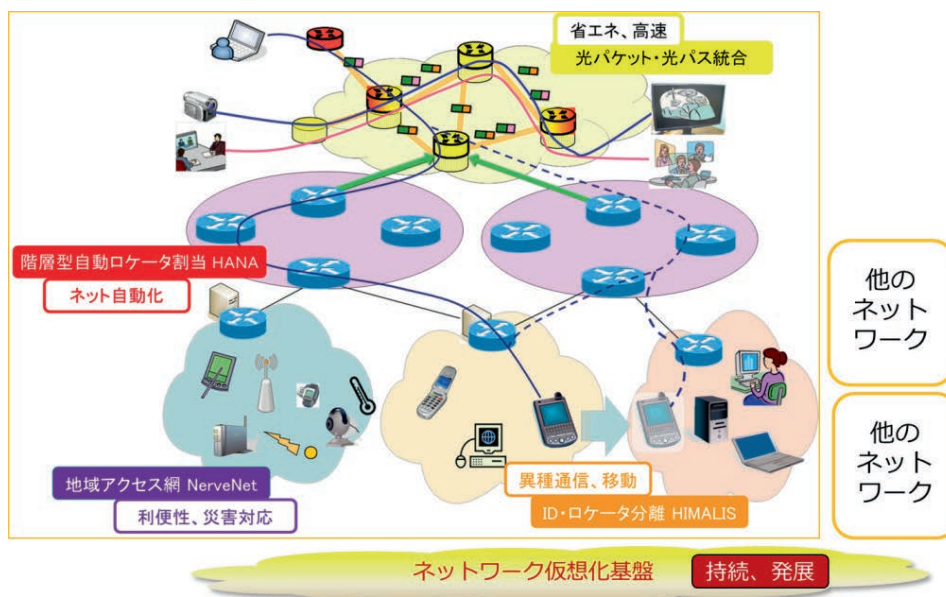 省エネ、高速
光パケット・光パス統合
階層型自動ロケータ割当 HANA
ネット自動化
他の
ネット
ワーク
他の
ネット
ワーク
地域アクセス網 NerveNet
利便性、災害対応
異種通信、移動
ID・ロケータ分離 HIMALIS
ネットワーク仮想化基盤
持続、発展